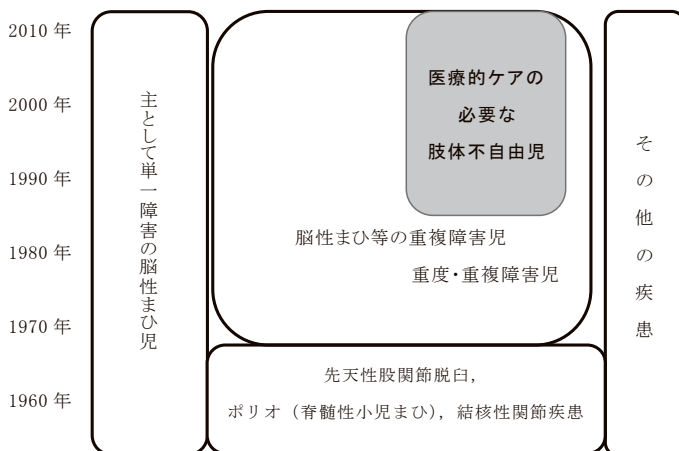 2010 年
2000 年
1990 年
1980 年
1970 年
1960 年
主として単一障害の脳性まひ児
医療的ケアの
必要な
肢体不自由児
脳性まひ等の重複障害児
重度・重複障害児
先天性股関節脱臼，
ポリオ（脊髄性小児まひ），結核性関節疾患
その他の疾患